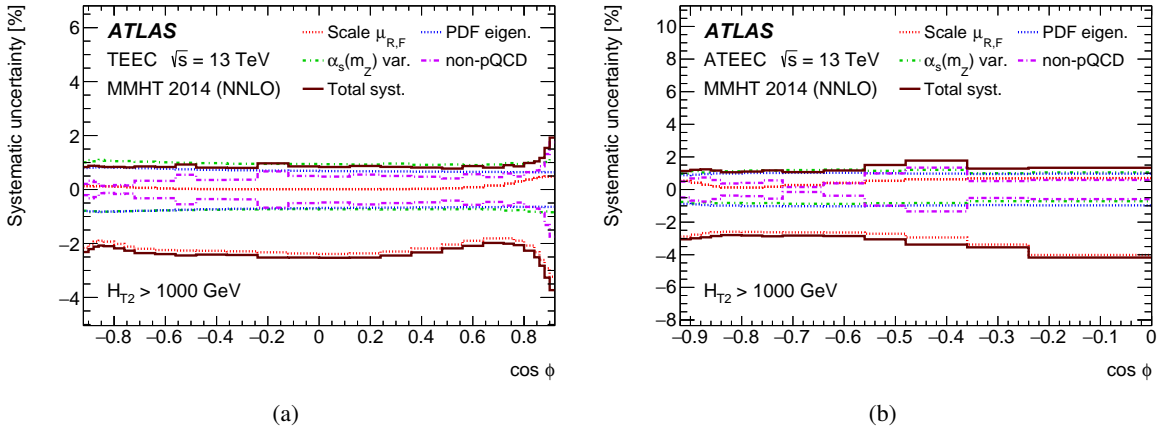 Systematic uncertainty [%]
6
4
2
0
−2
−4
ATLAS
TEEC √s = 13 TeV
MMHT 2014 (NNLO)
Scale μR,F
PDF eigen.
αs(mZ) var.
non-pQCD
Total syst.
HT2 > 1000 GeV
−0.8 −0.6 −0.4 −0.2 0 0.2 0.4 0.6 0.8
cos ϕ
(a)
Systematic uncertainty [%]
10
8
6
4
2
0
−2
−4
−6
−8
ATLAS
ATEEC √s = 13 TeV
MMHT 2014 (NNLO)
Scale μR,F
PDF eigen.
αs(mZ) var.
non-pQCD
Total syst.
HT2 > 1000 GeV
−0.9 −0.8 −0.7 −0.6 −0.5 −0.4 −0.3 −0.2 −0.1 0
cos ϕ
(b)